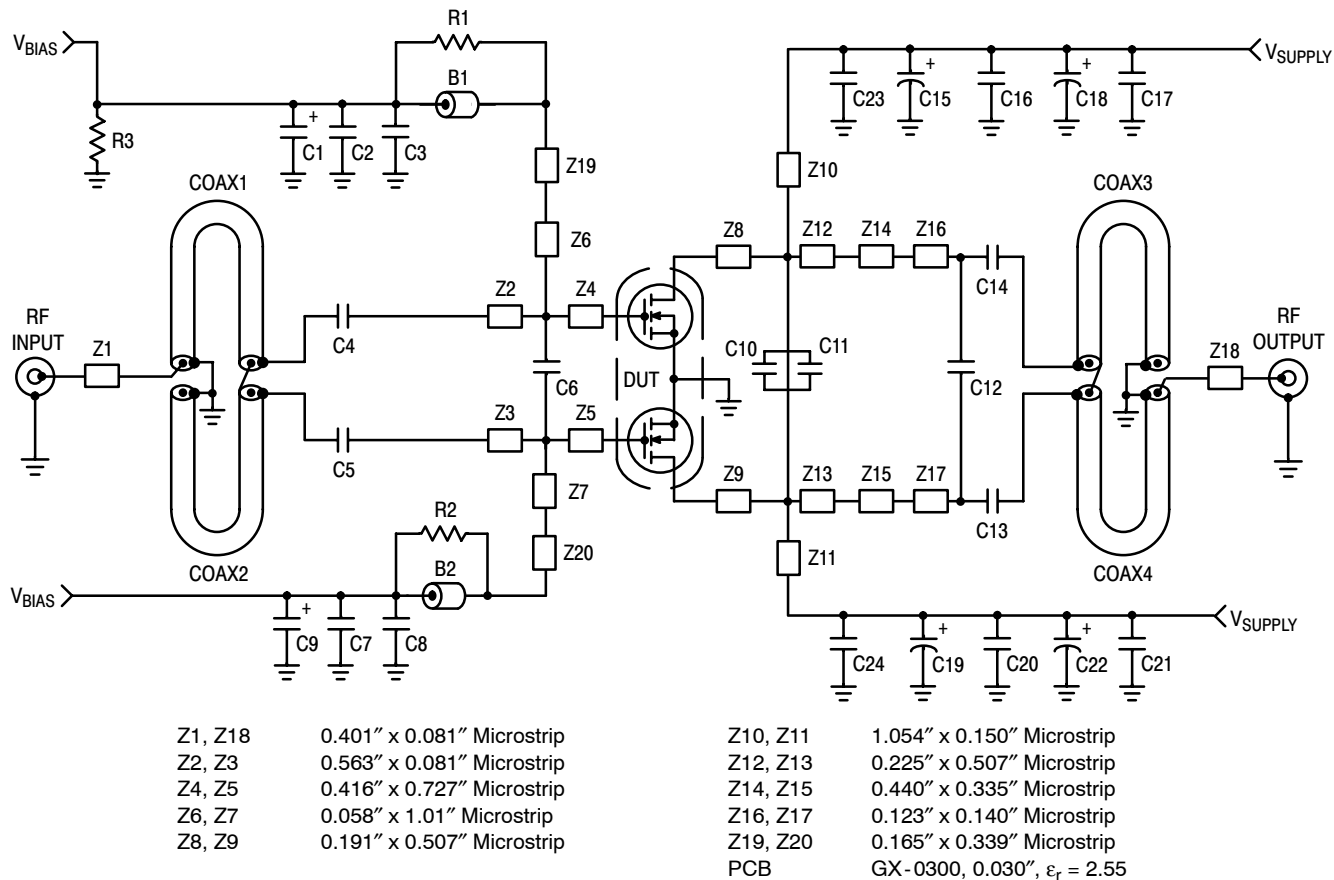 R1
V_BIAS
B1
R3
C1 +
C2
C3
Z19
COAX1
Z6
RF INPUT
Z1
C4
Z2
Z4
C6
DUT
C5
Z3
Z5
Z7
R2
Z20
COAX2
B2
V_BIAS
C9 +
C7
C8
V_SUPPLY
C23
C15 +
C16
C18 +
C17
Z10
COAX3
Z8
Z12
Z14
Z16
C14
C10
C11
C12
RF OUTPUT
Z18
Z9
Z13
Z15
Z17
C13
Z11
COAX4
V_SUPPLY
C24
C19 +
C20
C22 +
C21
Z1, Z18 0.401″ x 0.081″ Microstrip
Z2, Z3 0.563″ x 0.081″ Microstrip
Z4, Z5 0.416″ x 0.727″ Microstrip
Z6, Z7 0.058″ x 1.01″ Microstrip
Z8, Z9 0.191″ x 0.507″ Microstrip
Z10, Z11 1.054″ x 0.150″ Microstrip
Z12, Z13 0.225″ x 0.507″ Microstrip
Z14, Z15 0.440″ x 0.335″ Microstrip
Z16, Z17 0.123″ x 0.140″ Microstrip
Z19, Z20 0.165″ x 0.339″ Microstrip
PCB GX-0300, 0.030″, εr = 2.55